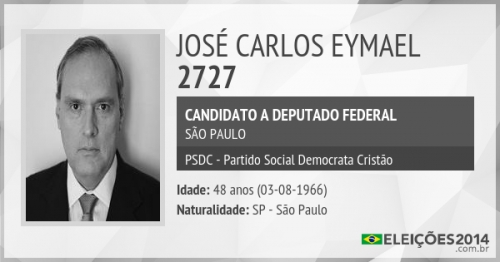 JOSÉ CARLOS EYMAEL
2727
CANDIDATO A DEPUTADO FEDERAL
SÃO PAULO
PSDC - Partido Social Democrata Cristão
Idade: 48 anos (03-08-1966)
Naturalidade: SP - São Paulo
ELEIÇÕES2014
.com.br